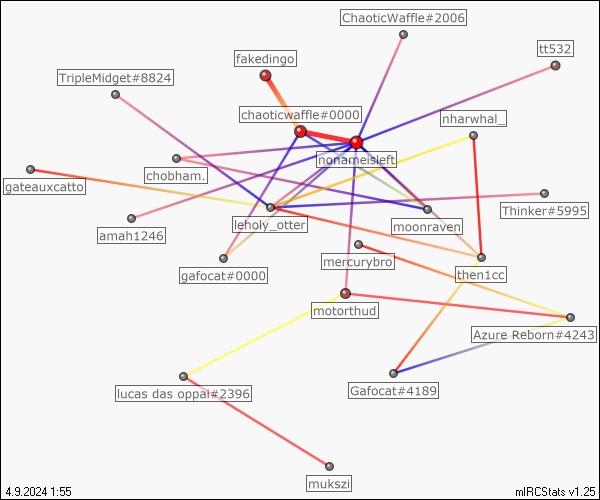 ChaoticWaffle#2006
tt532
fakedingo
TripleMidget#8824
chaoticwaffle#0000
nharwhal_
nonameisleft
chobham.
gateauxcatto
Thinker#5995
leholy_otter
moonraven
amah1246
mercurybro
gafocat#0000
then1cc
motorthud
Azure Reborn#4243
Gafocat#4189
lucas das oppai#2396
mukszi
4.9.2024 1:55
mIRCStats v1.25